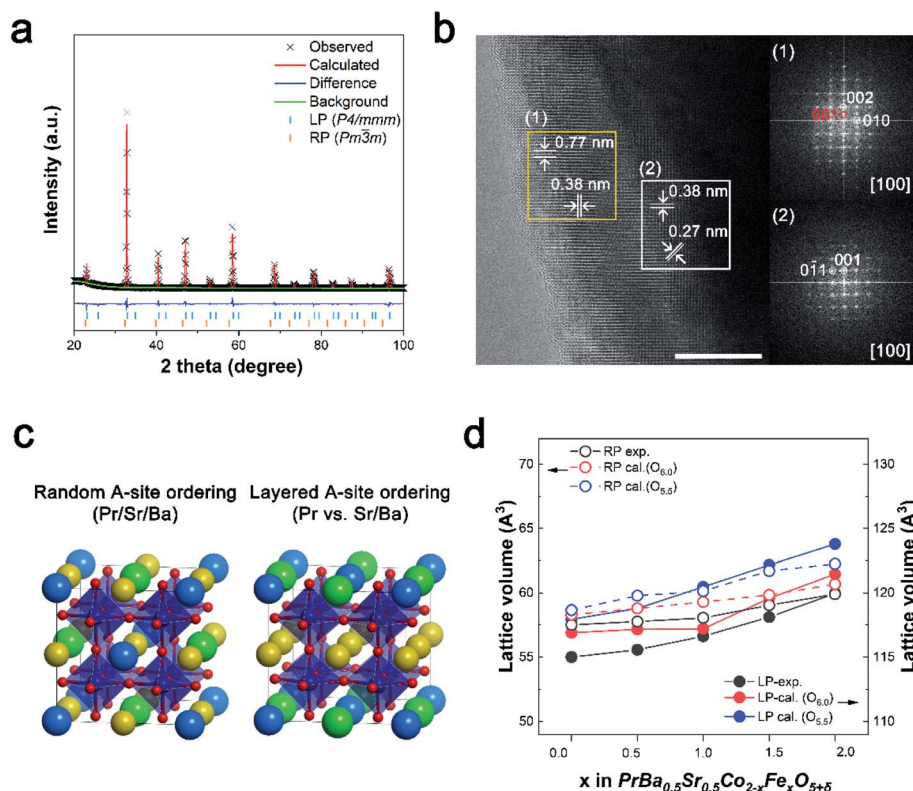 a
Intensity (a.u.)
Observed
Calculated
Difference
Background
LP (P4/mmm)
RP (Pm3̅m)
20
40
60
80
100
2 theta (degree)
b
(1)
0.77 nm
0.38 nm
(2)
0.38 nm
0.27 nm
(1)
002
001
010
[100]
(2)
01̅1
001
[100]
c
Random A-site ordering
(Pr/Sr/Ba)
Layered A-site ordering
(Pr vs. Sr/Ba)
d
Lattice volume (Å3)
70
65
60
55
50
RP exp.
RP cal.(O6.0)
RP cal.(O5.5)
LP-exp.
LP-cal. (O6.0)
LP cal. (O5.5)
130
125
120
115
110
Lattice volume (Å3)
0.0
0.5
1.0
1.5
2.0
x in PrBa0.5Sr0.5Co2-xFexO5+δ